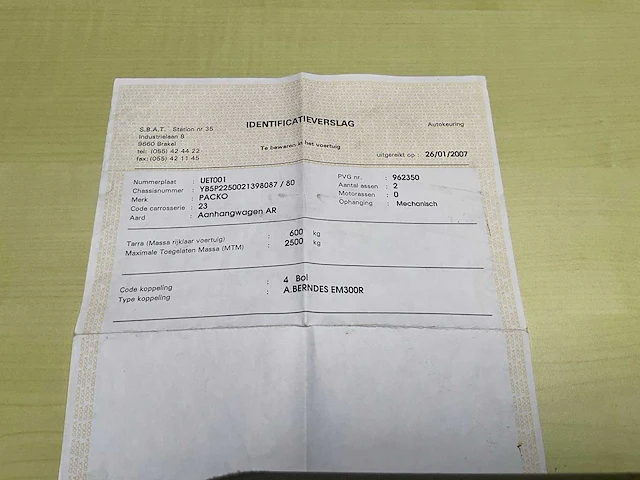 S.B.A.T. Station nr 35
Industrielaan 8
9660 Brakel
tel: (055) 42 44 22
fax: (055) 42 11 45
IDENTIFICATIEVERSLAG
Te bewaren in het voertuig
Autokeuring
uitgereikt op : 26/01/2007
Nummerplaat : UET001
Chassisnummer : YB5P2250021398087 / 80
Merk : PACKO
Code carrosserie : 23
Aard : Aanhangwagen AR
PVG nr. : 962350
Aantal assen : 2
Motorassen : 0
Ophanging : Mechanisch
Tarra (Massa rijklaar voertuig) : 600 kg
Maximale Toegelaten Massa (MTM) : 2500 kg
Code koppeling : 4 Bol
Type koppeling : A.BERNDES EM300R